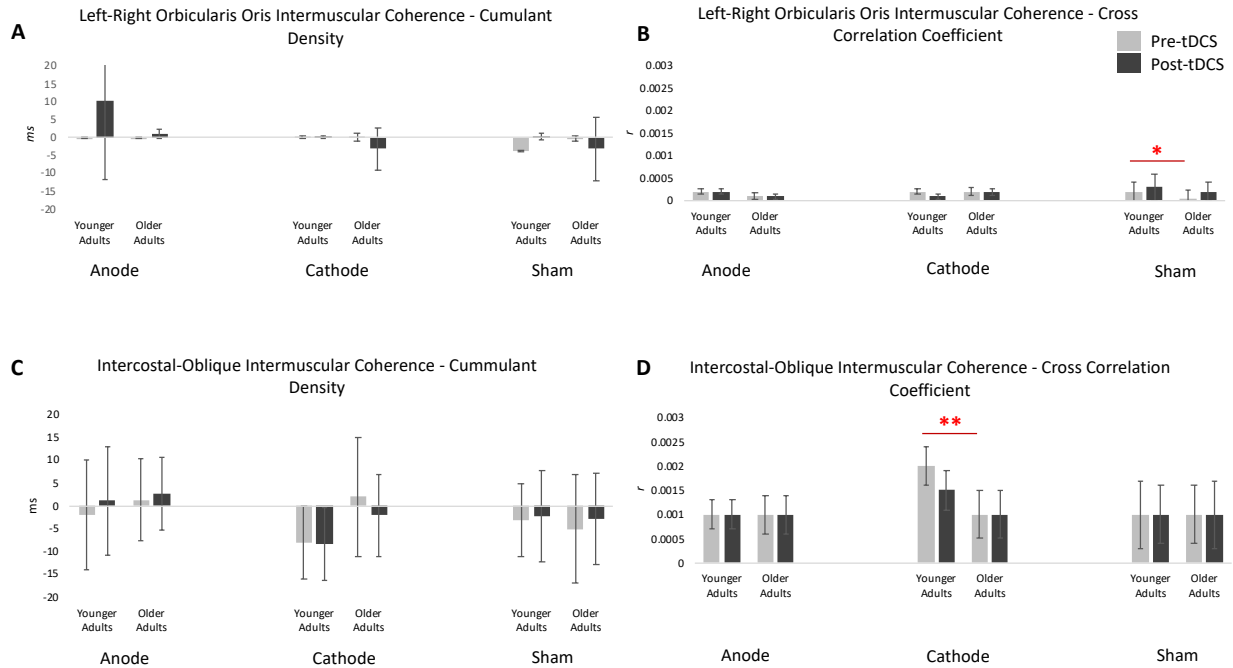 A
Left-Right Orbicularis Oris Intermuscular Coherence - Cumulant
Density
20
15
10
5
0
-5
-10
-15
-20
ms
Younger
Adults
Older
Adults
Younger
Adults
Older
Adults
Younger
Adults
Older
Adults
Anode
Cathode
Sham
B
Left-Right Orbicularis Oris Intermuscular Coherence - Cross
Correlation Coefficient
Pre-tDCS
Post-tDCS
0.003
0.0025
0.002
0.0015
0.001
0.0005
0
r
*
Younger
Adults
Older
Adults
Younger
Adults
Older
Adults
Younger
Adults
Older
Adults
Anode
Cathode
Sham
C
Intercostal-Oblique Intermuscular Coherence - Cummulant
Density
20
15
10
5
0
-5
-10
-15
-20
ms
Younger
Adults
Older
Adults
Younger
Adults
Older
Adults
Younger
Adults
Older
Adults
Anode
Cathode
Sham
D
Intercostal-Oblique Intermuscular Coherence - Cross Correlation
Coefficient
0.003
0.0025
0.002
0.0015
0.001
0.0005
0
r
**
Younger
Adults
Older
Adults
Younger
Adults
Older
Adults
Younger
Adults
Older
Adults
Anode
Cathode
Sham